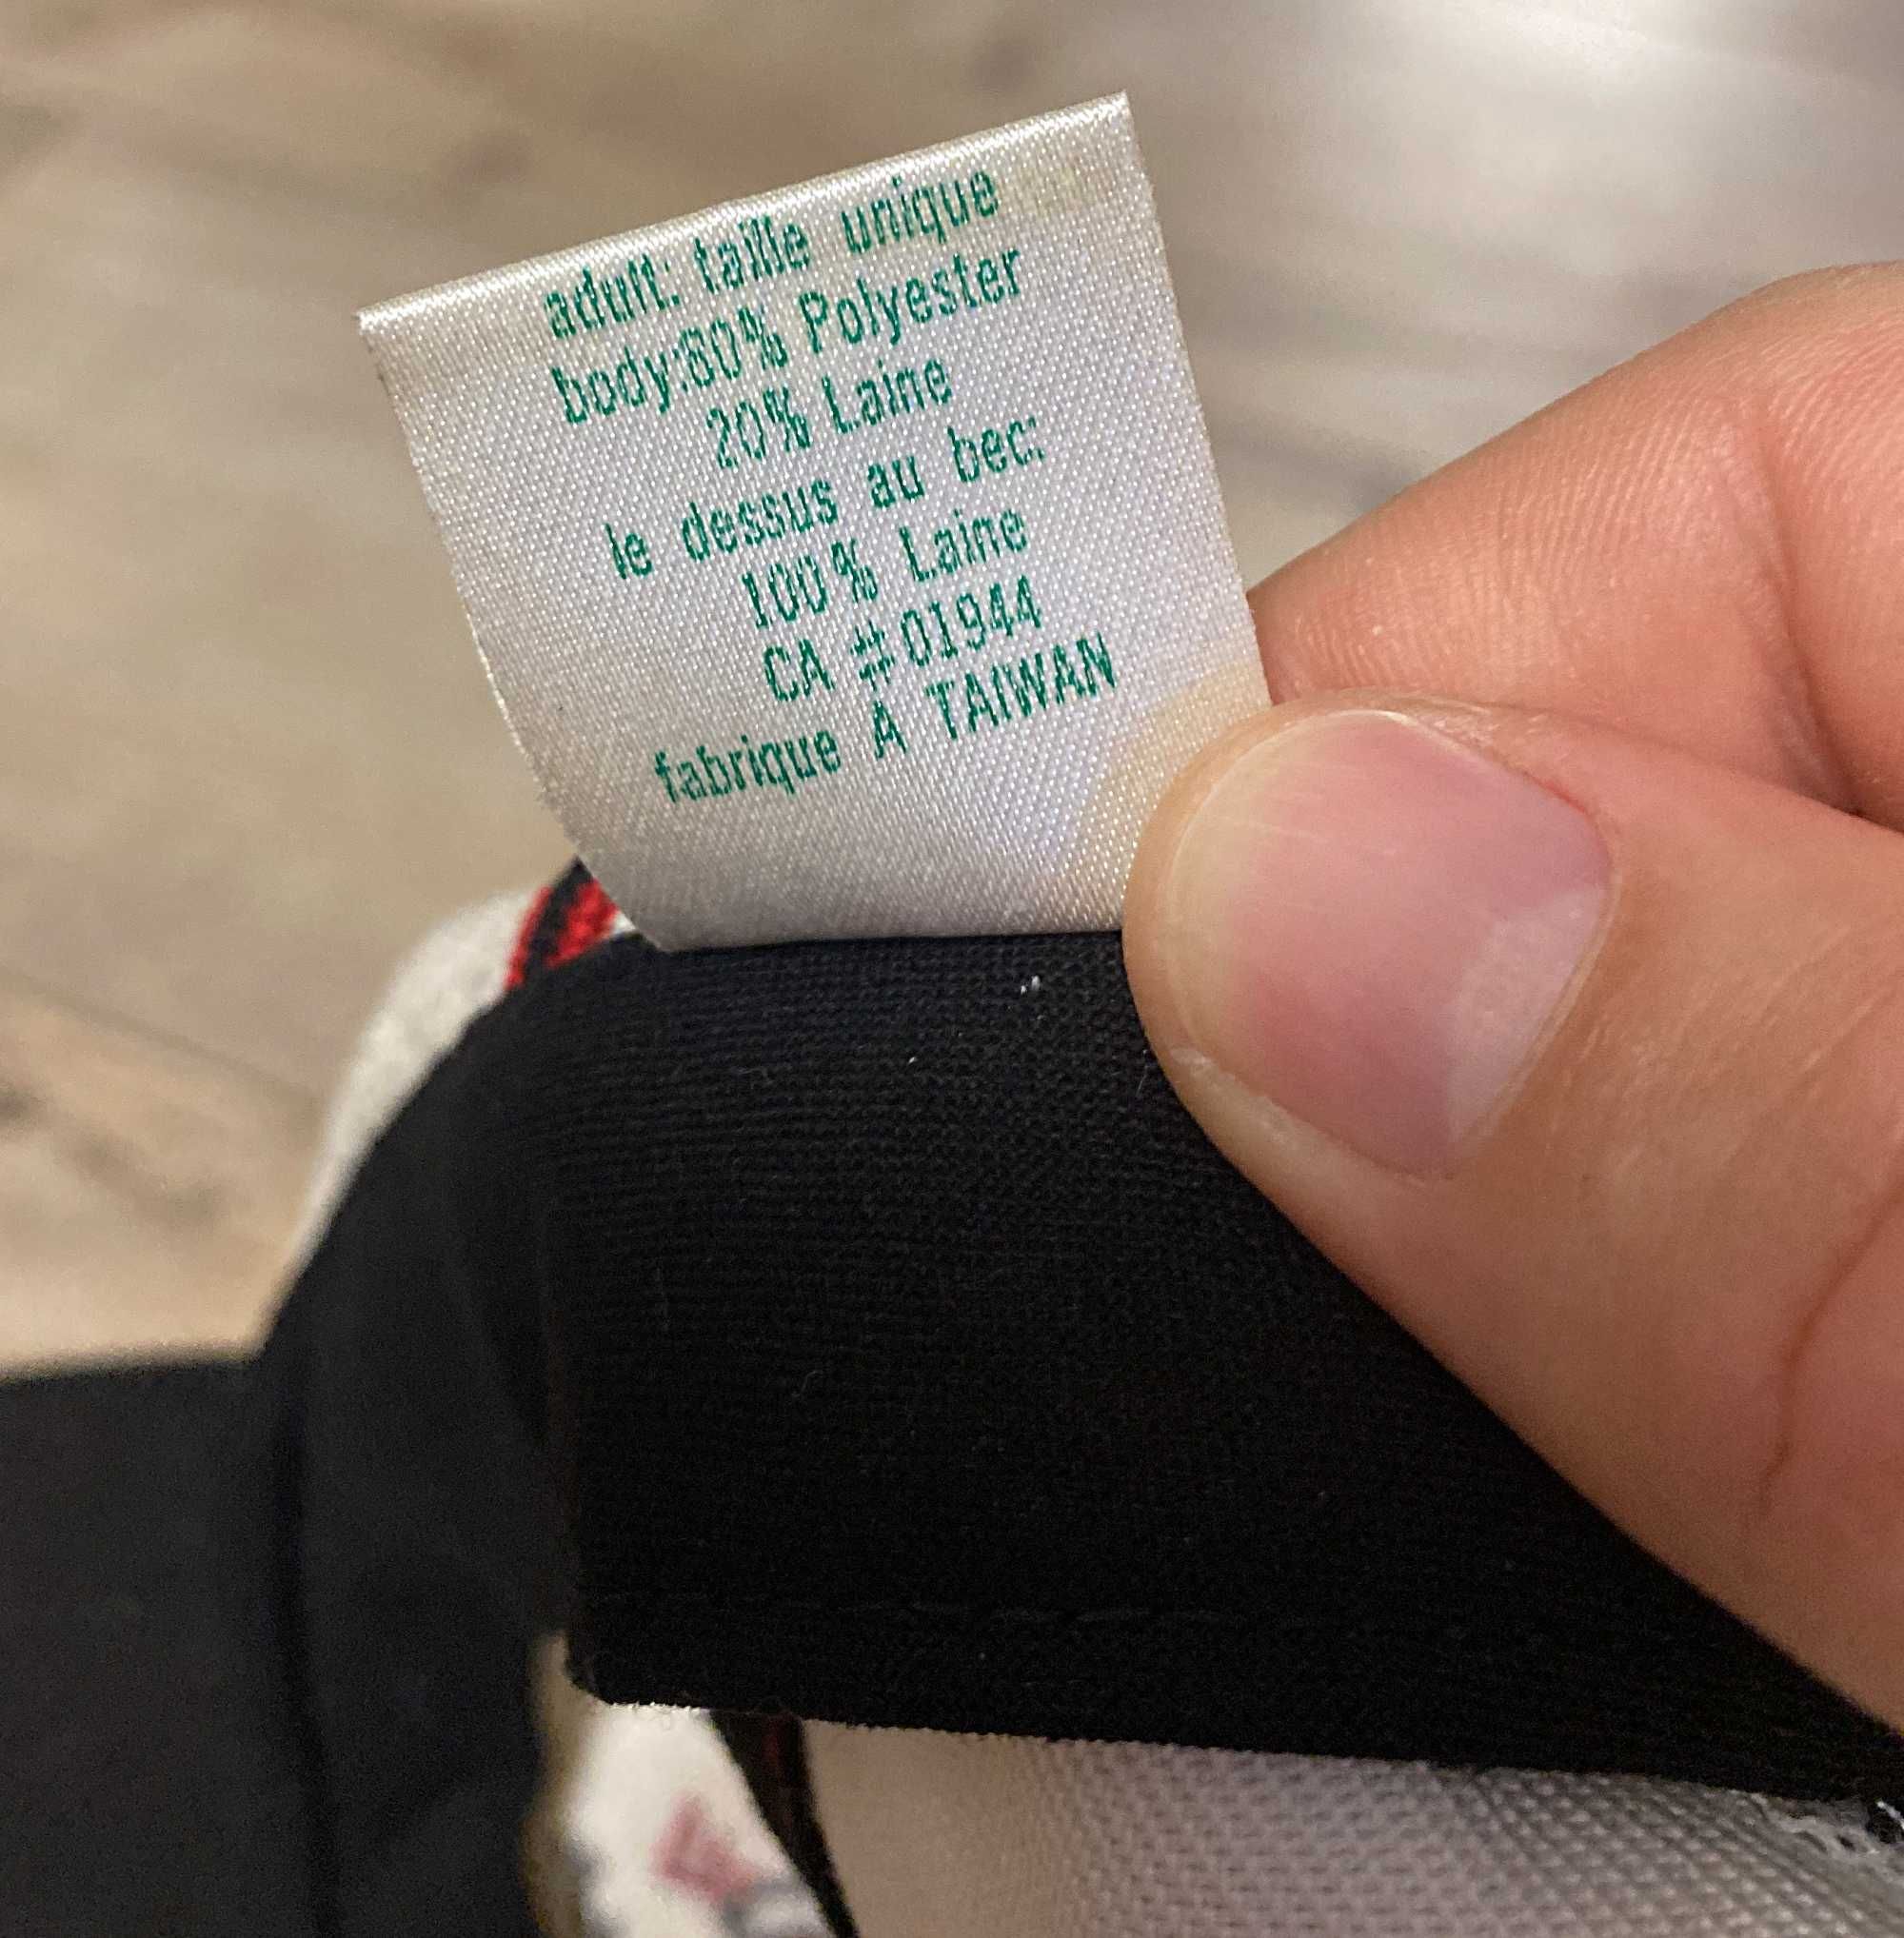 adult: taille unique
body:80% Polyester
20% Laine
le dessus au bec:
100% Laine
CA #01944
fabrique A TAIWAN